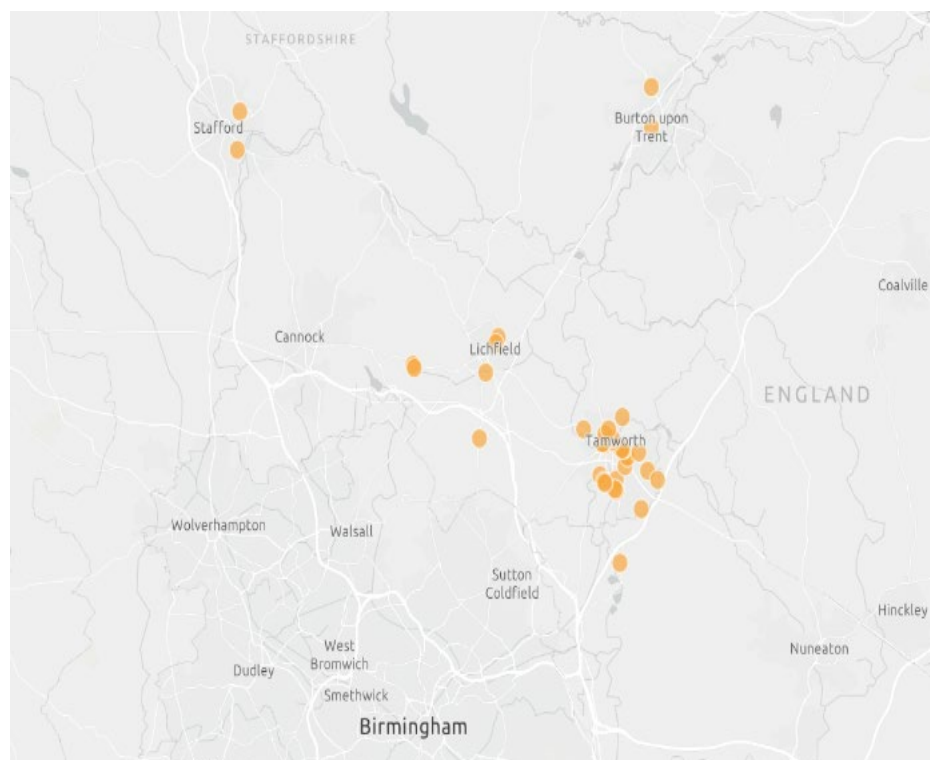 STAFFORDSHIRE
Stafford
Burton upon
Trent
Coalville
Cannock
Lichfield
ENGLAND
Tamworth
Wolverhampton
Walsall
Sutton
Coldfield
Hinckley
Nuneaton
West
Bromwich
Dudley
Smethwick
Birmingham